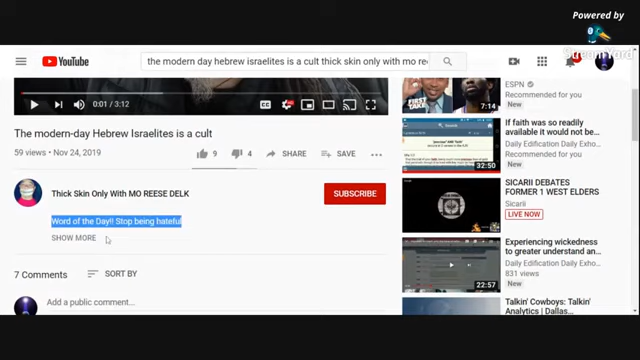 Powered by
StreamYard
YouTube
the modern day hebrew israelites is a cult thick skin only with mo ree
ESPN
Recommended for you
New
7:14
0:01 / 3:12
The modern-day Hebrew Israelites is a cult
59 views • Nov 24, 2019
9
4
SHARE
SAVE
If faith was so readily
available it would not be...
Daily Edification Daily Exho...
Recommended for you
New
32:50
Thick Skin Only With MO REESE DELK
SUBSCRIBE
Word of the Day!! Stop being hateful
SHOW MORE
SICARII DEBATES
FORMER 1 WEST ELDERS
Sicarii
LIVE NOW
7 Comments
SORT BY
Add a public comment...
Experiencing wickedness
to greater understand an...
Daily Edification Daily Exho...
831 views
New
22:57
Talkin' Cowboys: Talkin'
Analytics | Dallas...